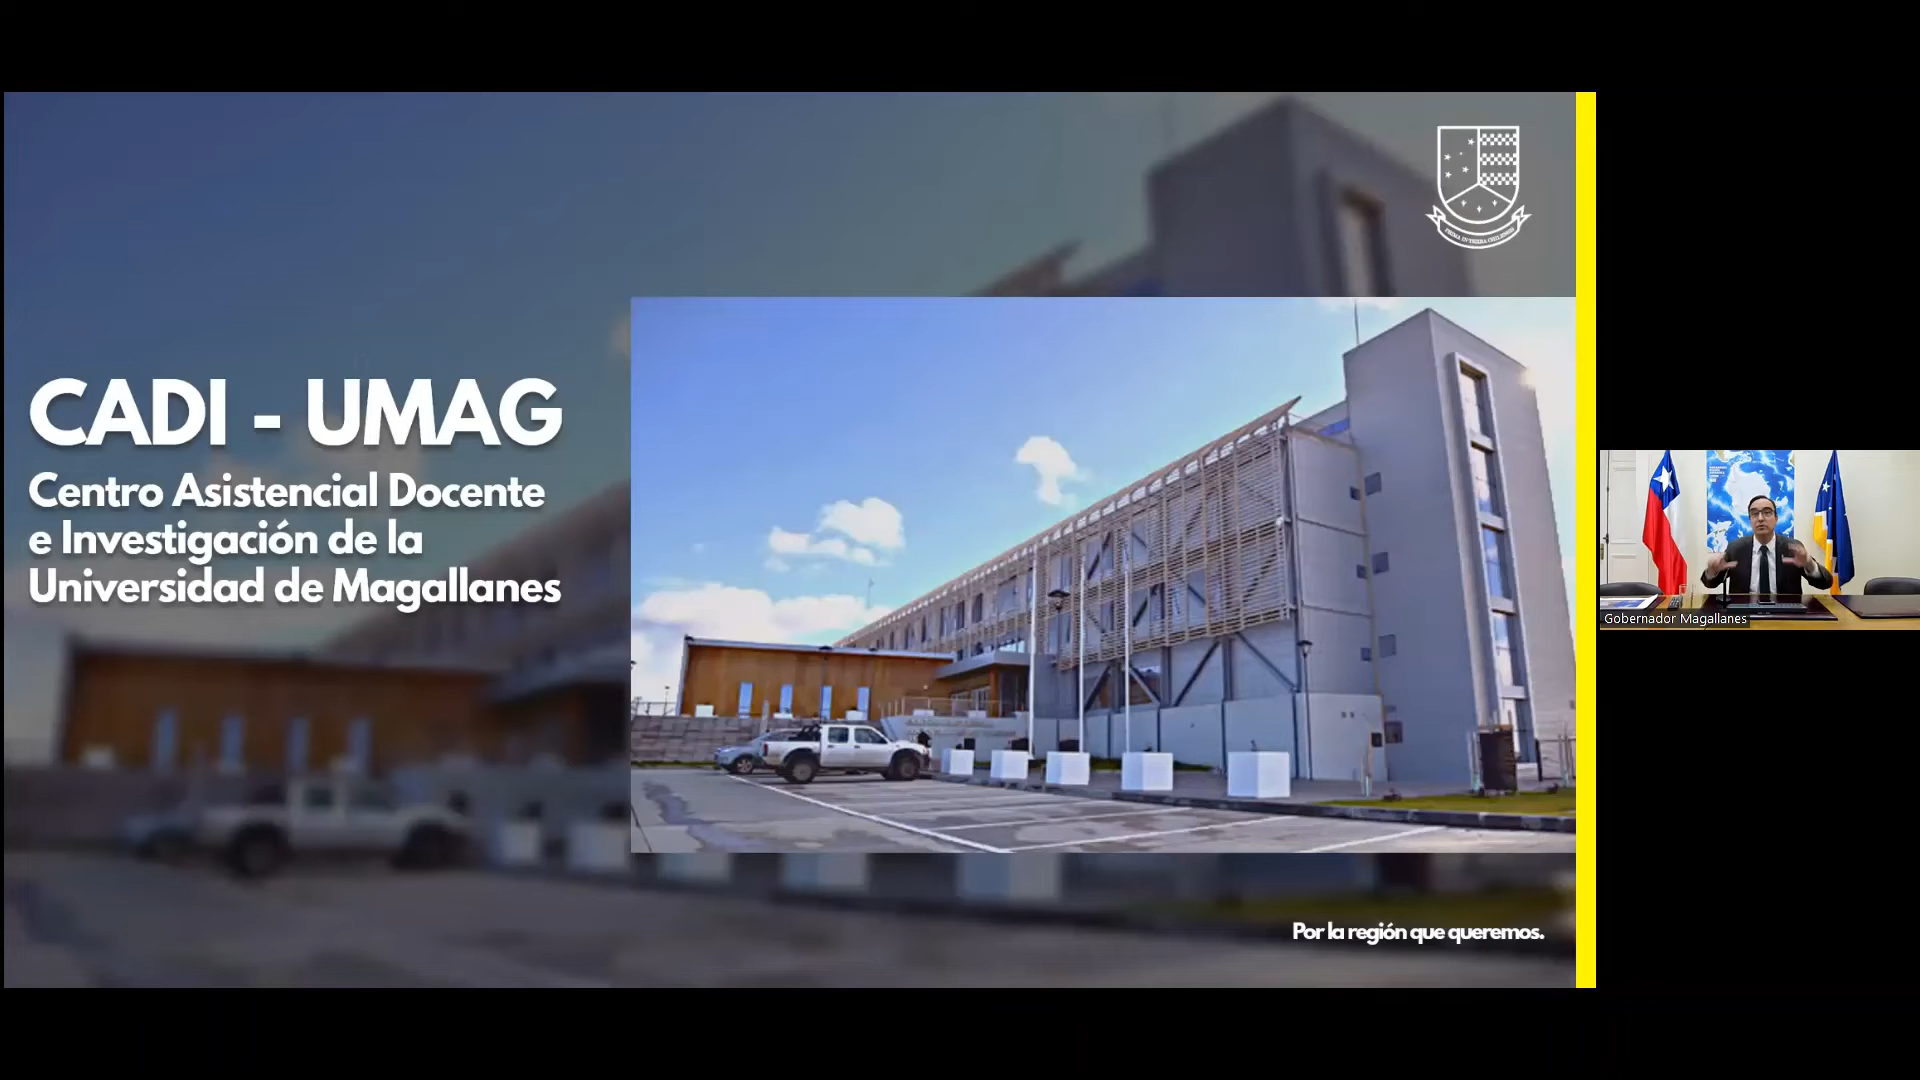 CADI - UMAG
Centro Asistencial Docente
e Investigación de la
Universidad de Magallanes
Por la región que queremos.
Gobernador Magallanes